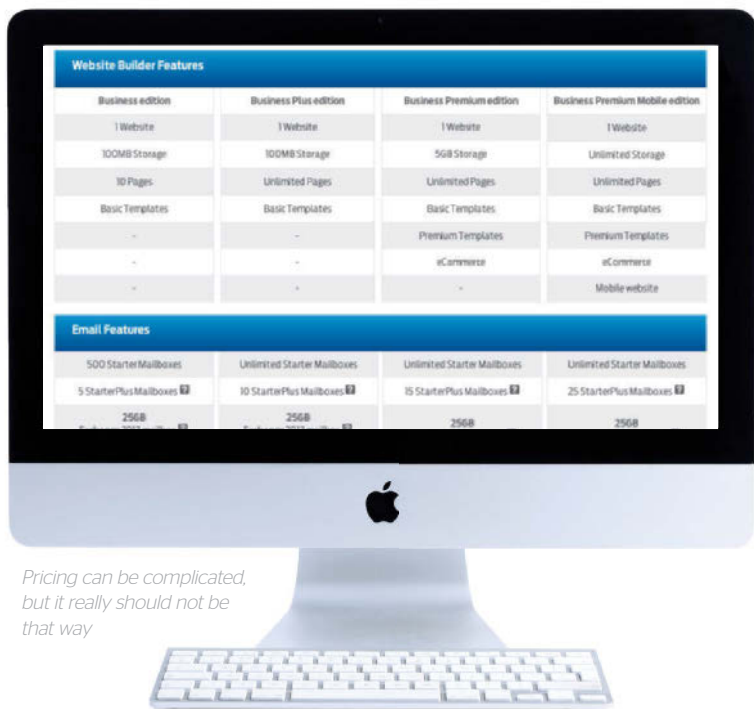 Website Builder Features
Business edition Business Plus edition Business Premium edition Business Premium Mobile edition
1 Website 1 Website 1 Website 1 Website
100MB Storage 100MB Storage 5GB Storage Unlimited Storage
10 Pages Unlimited Pages Unlimited Pages Unlimited Pages
Basic Templates Basic Templates Basic Templates Basic Templates
- - Premium Templates Premium Templates
- - eCommerce eCommerce
- - - Mobile website
Email Features
500 Starter Mailboxes Unlimited Starter Mailboxes Unlimited Starter Mailboxes Unlimited Starter Mailboxes
5 StarterPlus Mailboxes ? 10 StarterPlus Mailboxes ? 15 StarterPlus Mailboxes ? 25 StarterPlus Mailboxes ?
25GB 25GB 25GB 25GB
Pricing can be complicated,
but it really should not be
that way